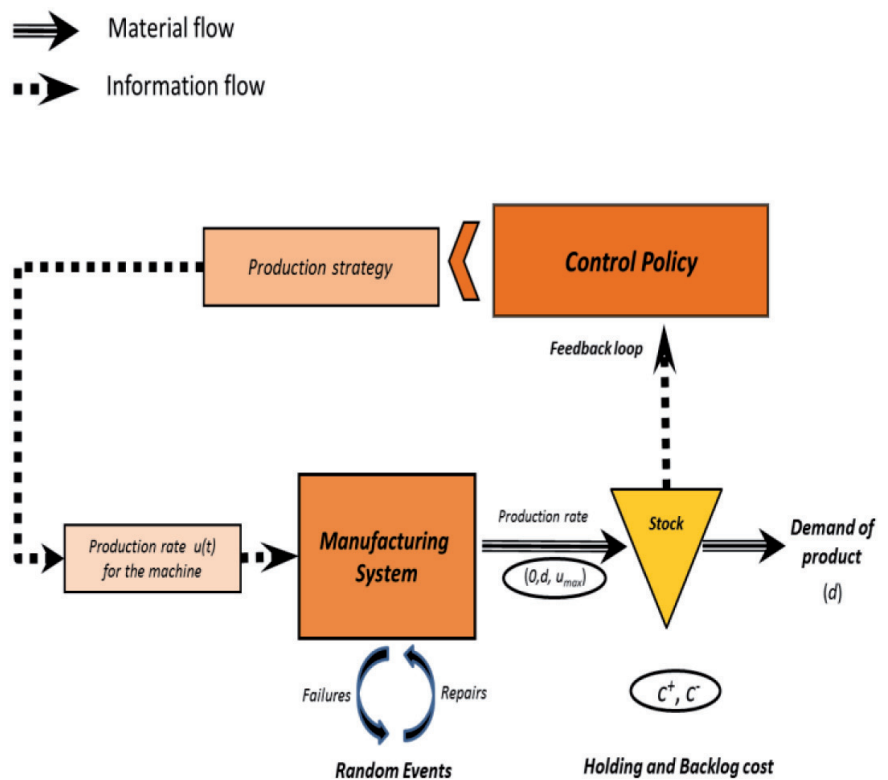 Material flow
Information flow
Production strategy
Control Policy
Feedback loop
Production rate u(t)
for the machine
Manufacturing
System
Production rate
(0,d, uₘₐₓ)
Stock
Demand of
product
(d)
Failures
Repairs
c⁺, c⁻
Random Events
Holding and Backlog cost